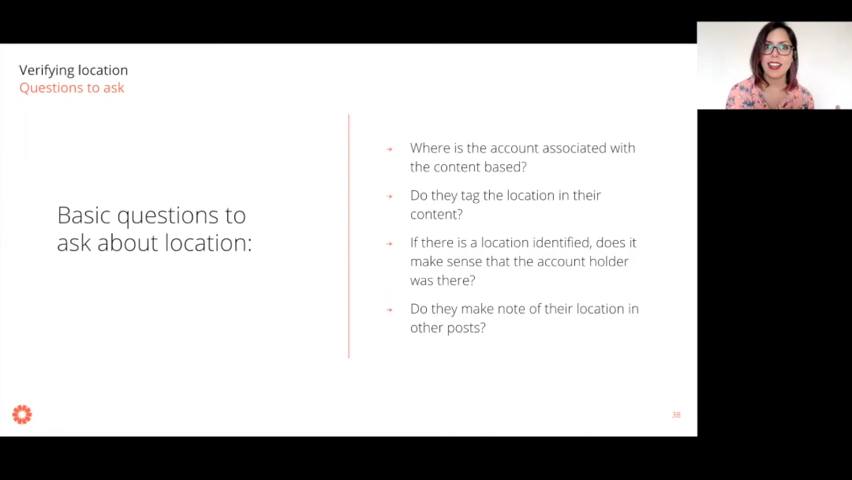 Verifying location
Questions to ask
Basic questions to
ask about location:
→ Where is the account associated with
the content based?
→ Do they tag the location in their
content?
→ If there is a location identified, does it
make sense that the account holder
was there?
→ Do they make note of their location in
other posts?
38